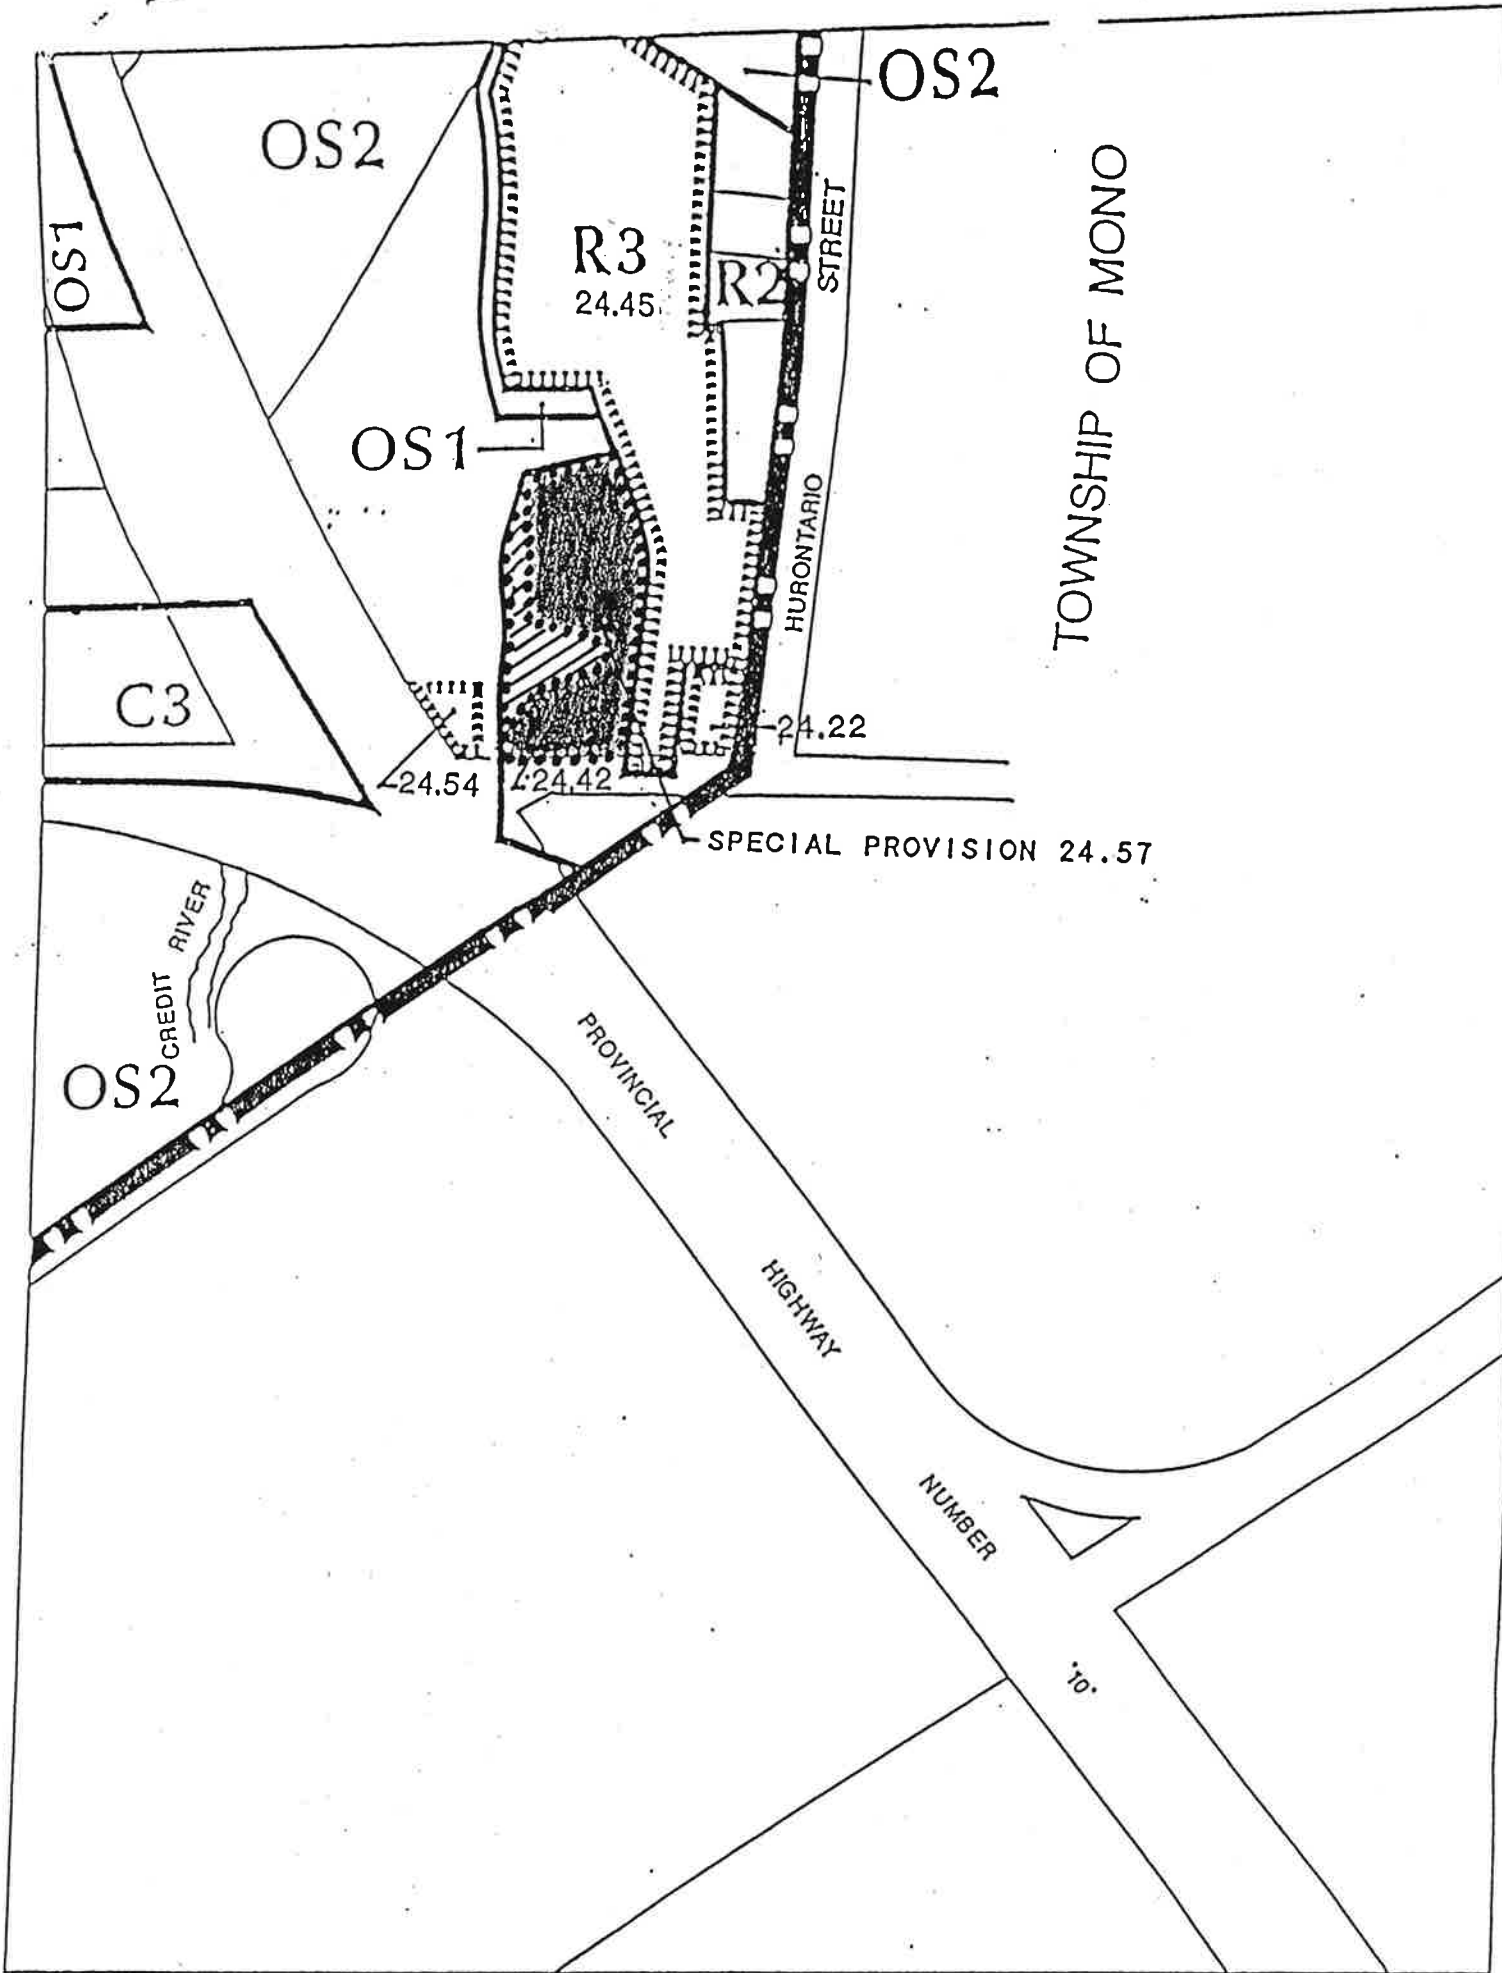 OS2
OS2
OS1
R3
24.45
R2
STREET
TOWNSHIP OF MONO
OS1
HURONTARIO
C3
24.22
24.54
24.42
SPECIAL PROVISION 24.57
CREDIT RIVER
OS2
PROVINCIAL
HIGHWAY
NUMBER
"10"